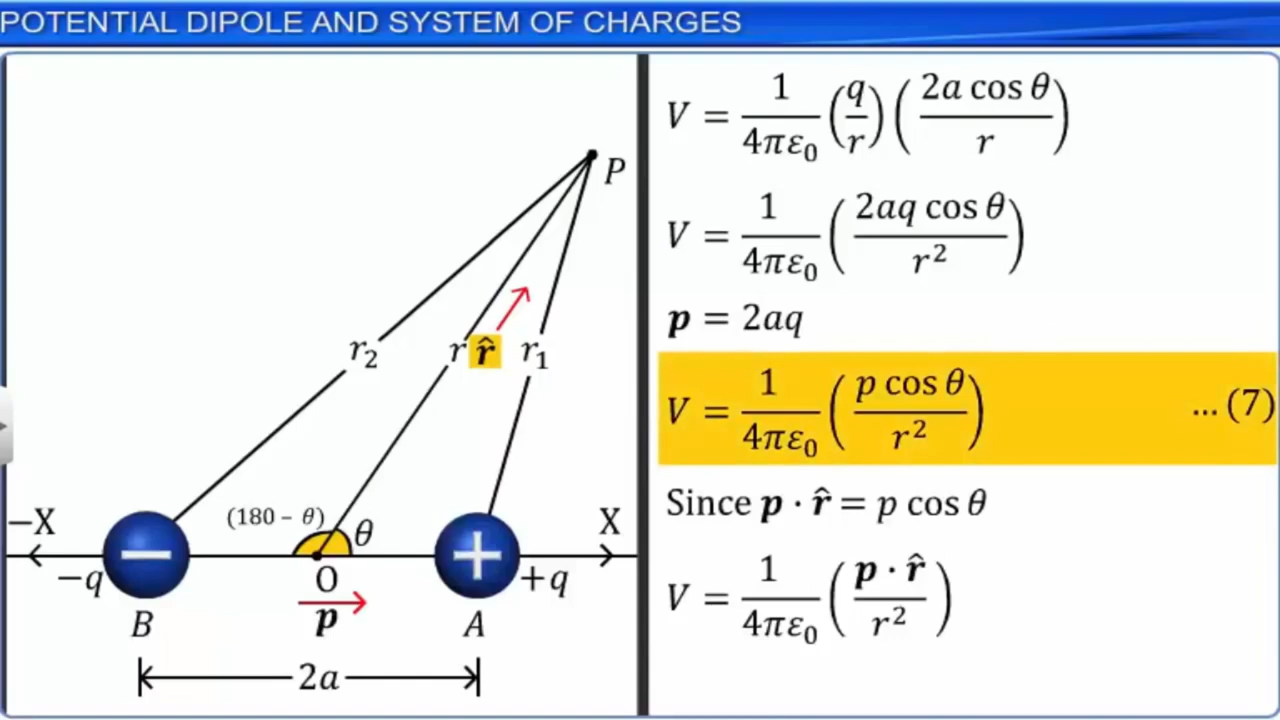 POTENTIAL DIPOLE AND SYSTEM OF CHARGES
P
r₂
r r̂ r₁
(180 – θ) θ
−X X
−q O +q
B p A
2a
V = 1/4πε₀ (q/r) (2a cos θ/r)
V = 1/4πε₀ (2aq cos θ/r²)
p = 2aq
V = 1/4πε₀ (p cos θ/r²) ... (7)
Since p · r̂ = p cos θ
V = 1/4πε₀ (p · r̂/r²)